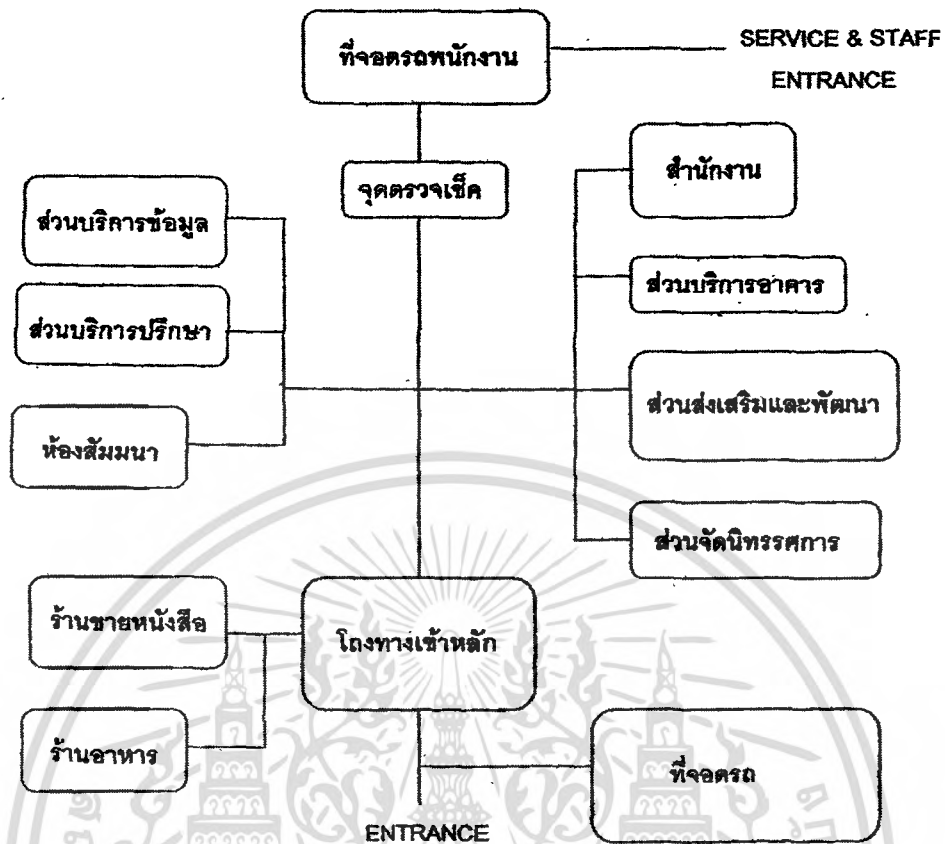 ที่จอดรถพนักงาน
SERVICE & STAFF
ENTRANCE
จุดตรวจเช็ค
สำนักงาน
ส่วนบริการข้อมูล
ส่วนบริการอาคาร
ส่วนบริการปรึกษา
ส่วนส่งเสริมและพัฒนา
ห้องสัมมนา
ส่วนจัดนิทรรศการ
ร้านขายหนังสือ
โถงทางเข้าหลัก
ร้านอาหาร
ที่จอดรถ
ENTRANCE